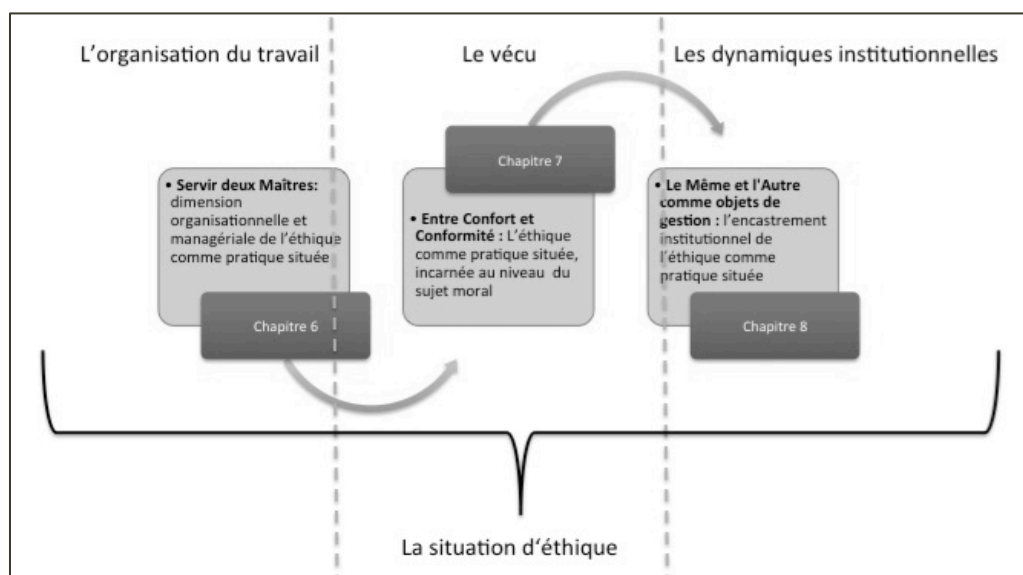 L'organisation du travail
Le vécu
Les dynamiques institutionnelles
• Servir deux Maîtres:
dimension
organisationnelle et
managériale de l'éthique
comme pratique située
Chapitre 6
Chapitre 7
• Entre Confort et
Conformité : L'éthique
comme pratique située,
incarnée au niveau du
sujet moral
• Le Même et l'Autre
comme objets de
gestion : l'encastrement
institutionnel de
l'éthique comme
pratique située
Chapitre 8
La situation d'éthique